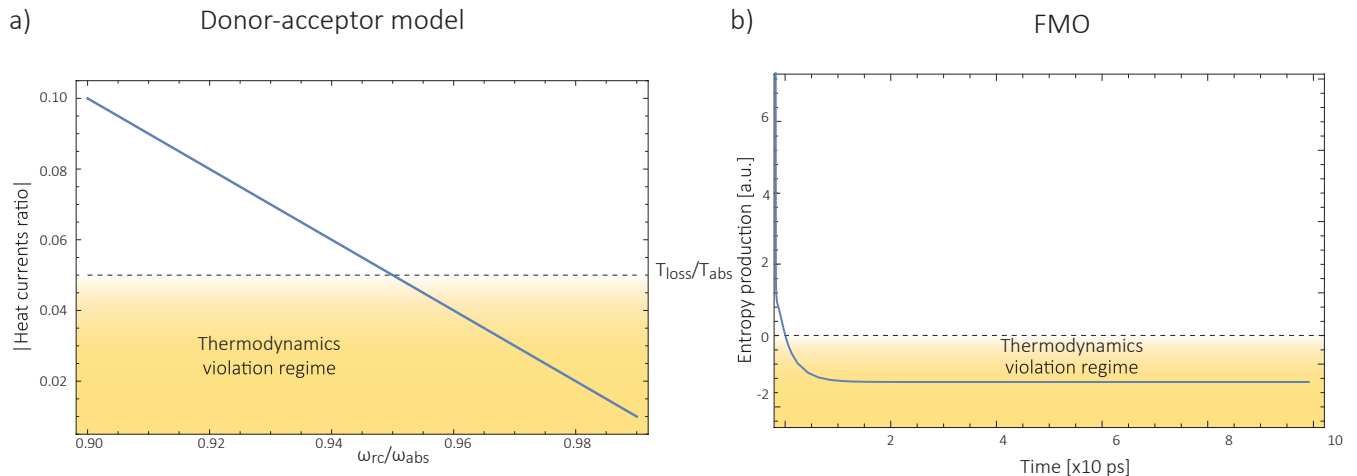 a)
Donor-acceptor model
|Heat currents ratio|
0.10
0.08
0.06
0.04
0.02
Thermodynamics
violation regime
Tloss/Tabs
0.90
0.92
0.94
0.96
0.98
ωrc/ωabs
b)
FMO
Entropy production [a.u.]
6
4
2
0
-2
Thermodynamics
violation regime
2
4
6
8
10
Time [x10 ps]